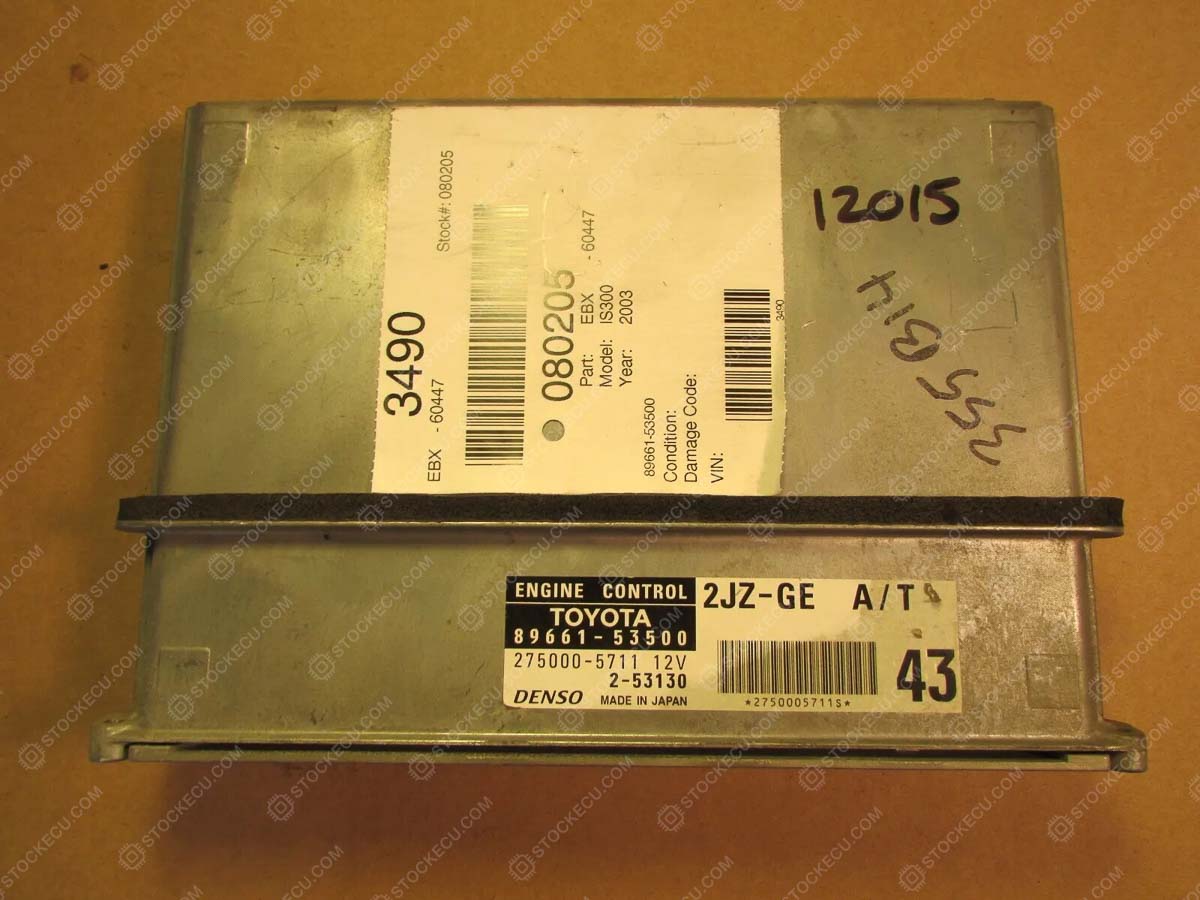 3490
EBX - 60447
Stock#: 080205
080205
Part: EBX - 60447
Model: IS300
Year: 2003
89661-53500
Condition:
Damage Code:
VIN:
3490
12015
ENGINE CONTROL
TOYOTA
89661-53500
275000-5711 12V
2-53130
DENSO MADE IN JAPAN
2JZ-GE A/T
*2750005711S*
43
STOCKECU.COM